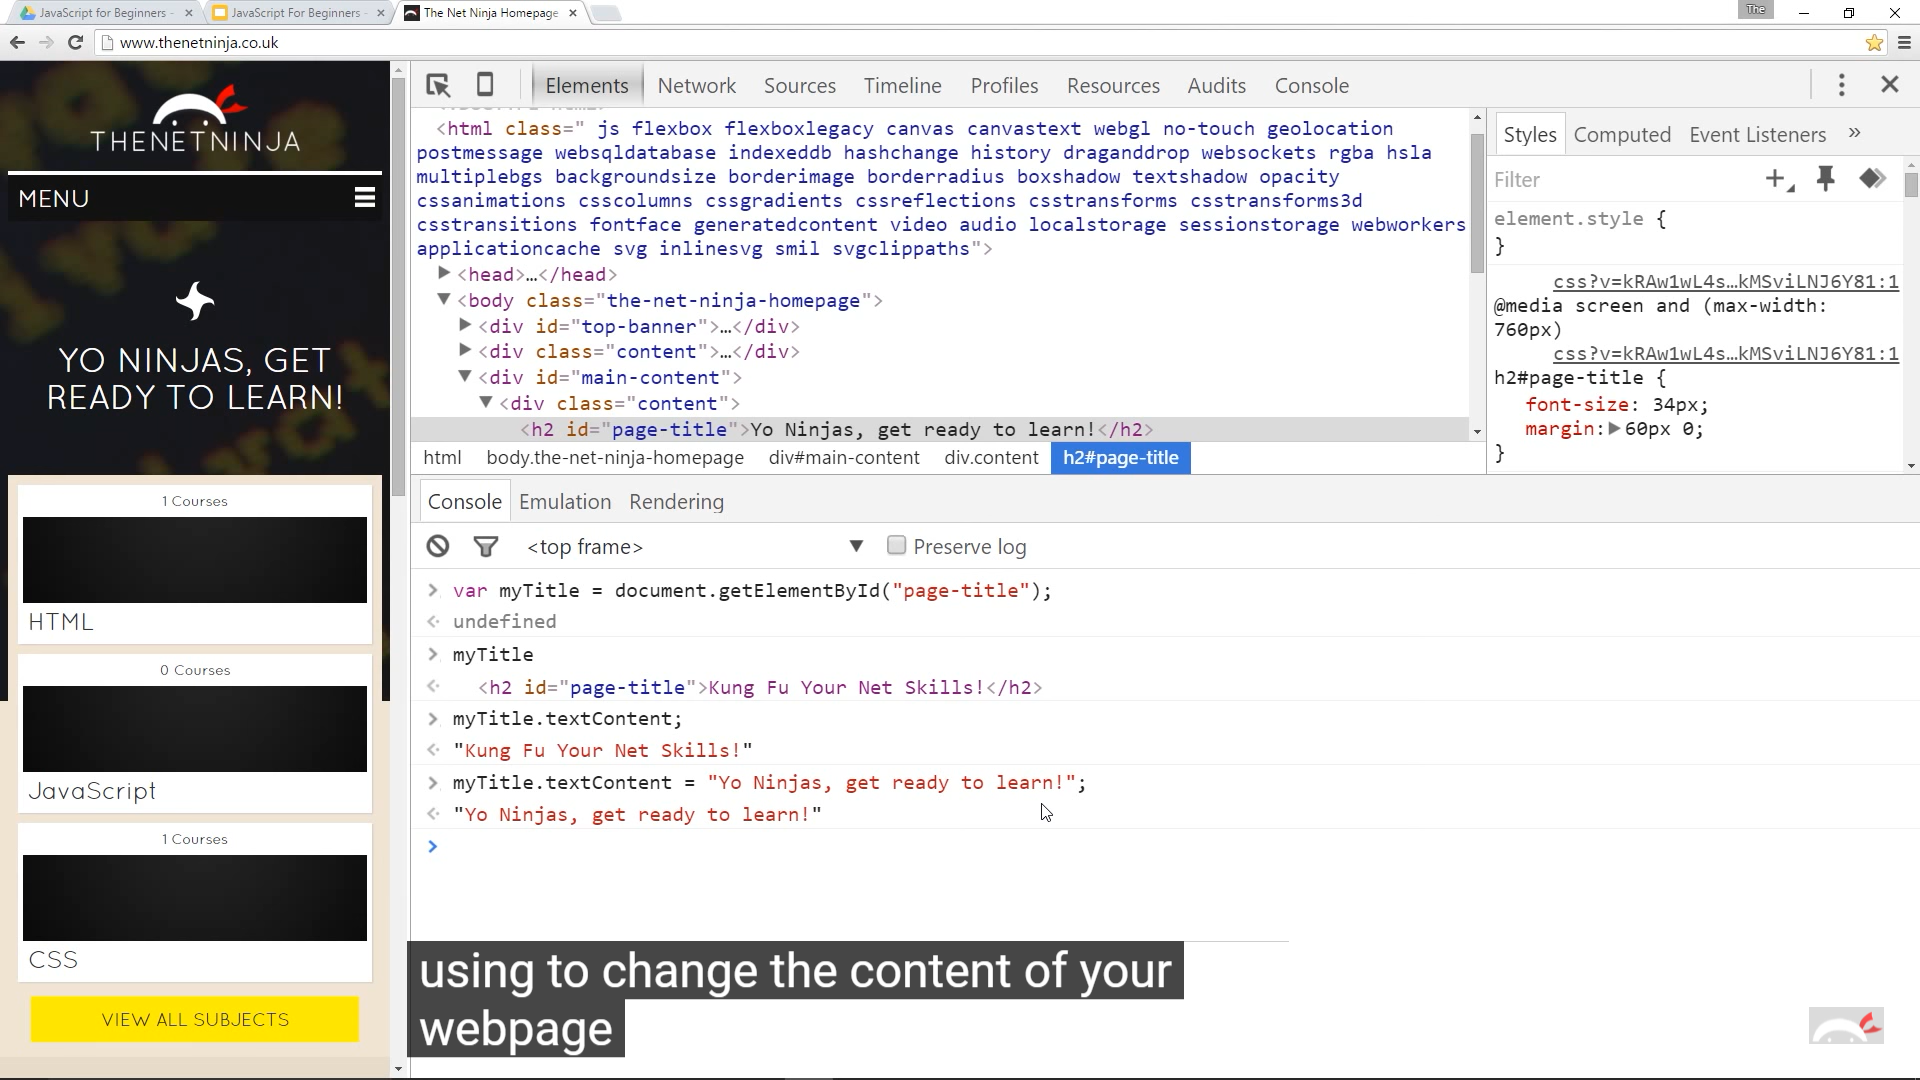 JavaScript for Beginners -
JavaScript For Beginners -
The Net Ninja Homepage
The
www.thenetninja.co.uk
THENETNINJA
MENU
YO NINJAS, GET
READY TO LEARN!
1 Courses
HTML
0 Courses
JavaScript
1 Courses
CSS
VIEW ALL SUBJECTS
Elements Network Sources Timeline Profiles Resources Audits Console
<html class=" js flexbox flexboxlegacy canvas canvastext webgl no-touch geolocation
postmessage websqldatabase indexeddb hashchange history draganddrop websockets rgba hsla
multiplebgs backgroundsize borderimage borderradius boxshadow textshadow opacity
cssanimations csscolumns cssgradients cssreflections csstransforms csstransforms3d
csstransitions fontface generatedcontent video audio localstorage sessionstorage webworkers
applicationcache svg inlinesvg smil svgclippaths">
<head>…</head>
<body class="the-net-ninja-homepage">
<div id="top-banner">…</div>
<div class="content">…</div>
<div id="main-content">
<div class="content">
<h2 id="page-title">Yo Ninjas, get ready to learn!</h2>
html body.the-net-ninja-homepage div#main-content div.content h2#page-title
Styles Computed Event Listeners »
Filter
element.style {
}
css?v=kRAw1wL4s…kMSviLNJ6Y81:1
@media screen and (max-width:
760px)
css?v=kRAw1wL4s…kMSviLNJ6Y81:1
h2#page-title {
font-size: 34px;
margin: 60px 0;
}
Console Emulation Rendering
<top frame> Preserve log
var myTitle = document.getElementById("page-title");
undefined
myTitle
<h2 id="page-title">Kung Fu Your Net Skills!</h2>
myTitle.textContent;
"Kung Fu Your Net Skills!"
myTitle.textContent = "Yo Ninjas, get ready to learn!";
"Yo Ninjas, get ready to learn!"
using to change the content of your
webpage